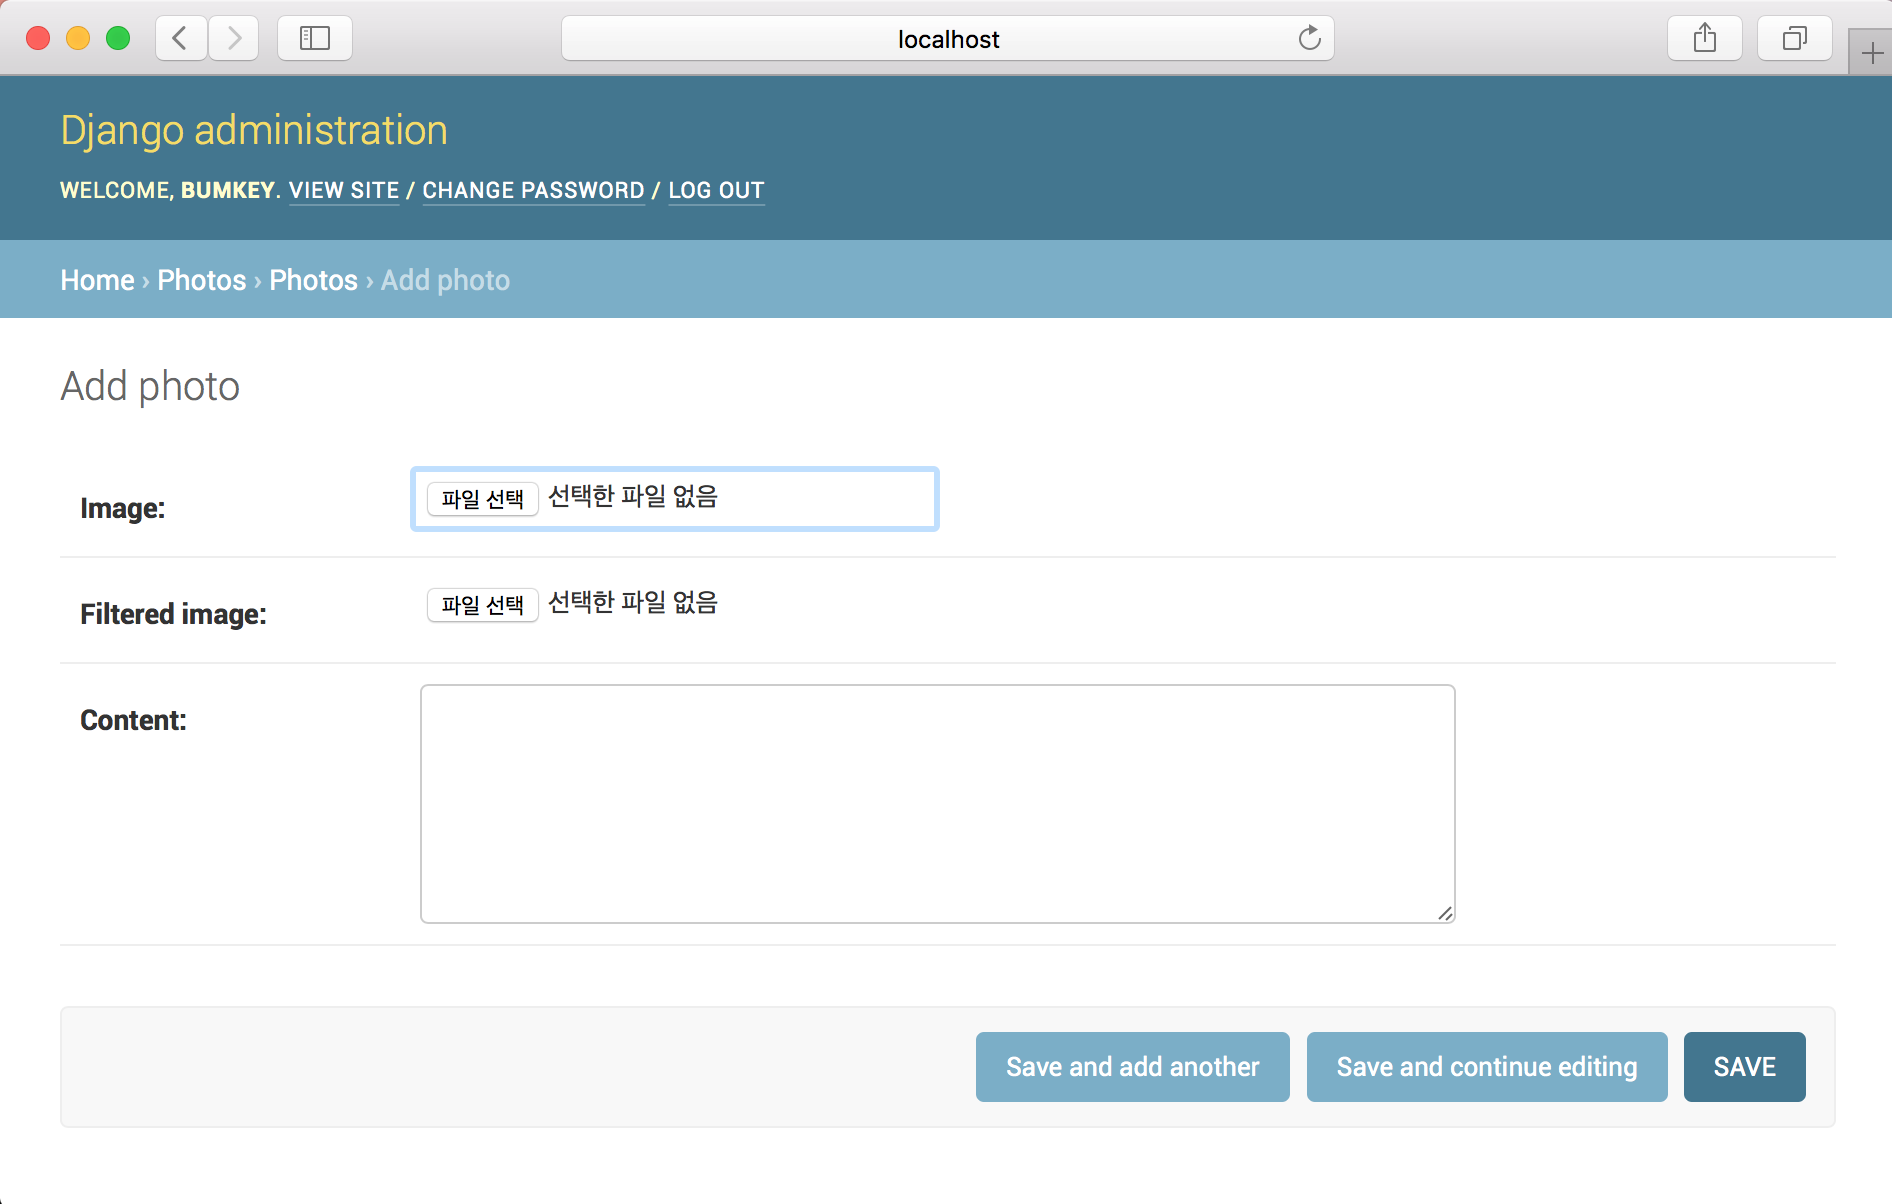 localhost
Django administration
WELCOME, BUMKEY. VIEW SITE / CHANGE PASSWORD / LOG OUT
Home › Photos › Photos › Add photo
Add photo
Image: 파일 선택 선택한 파일 없음
Filtered image: 파일 선택 선택한 파일 없음
Content:
Save and add another Save and continue editing SAVE